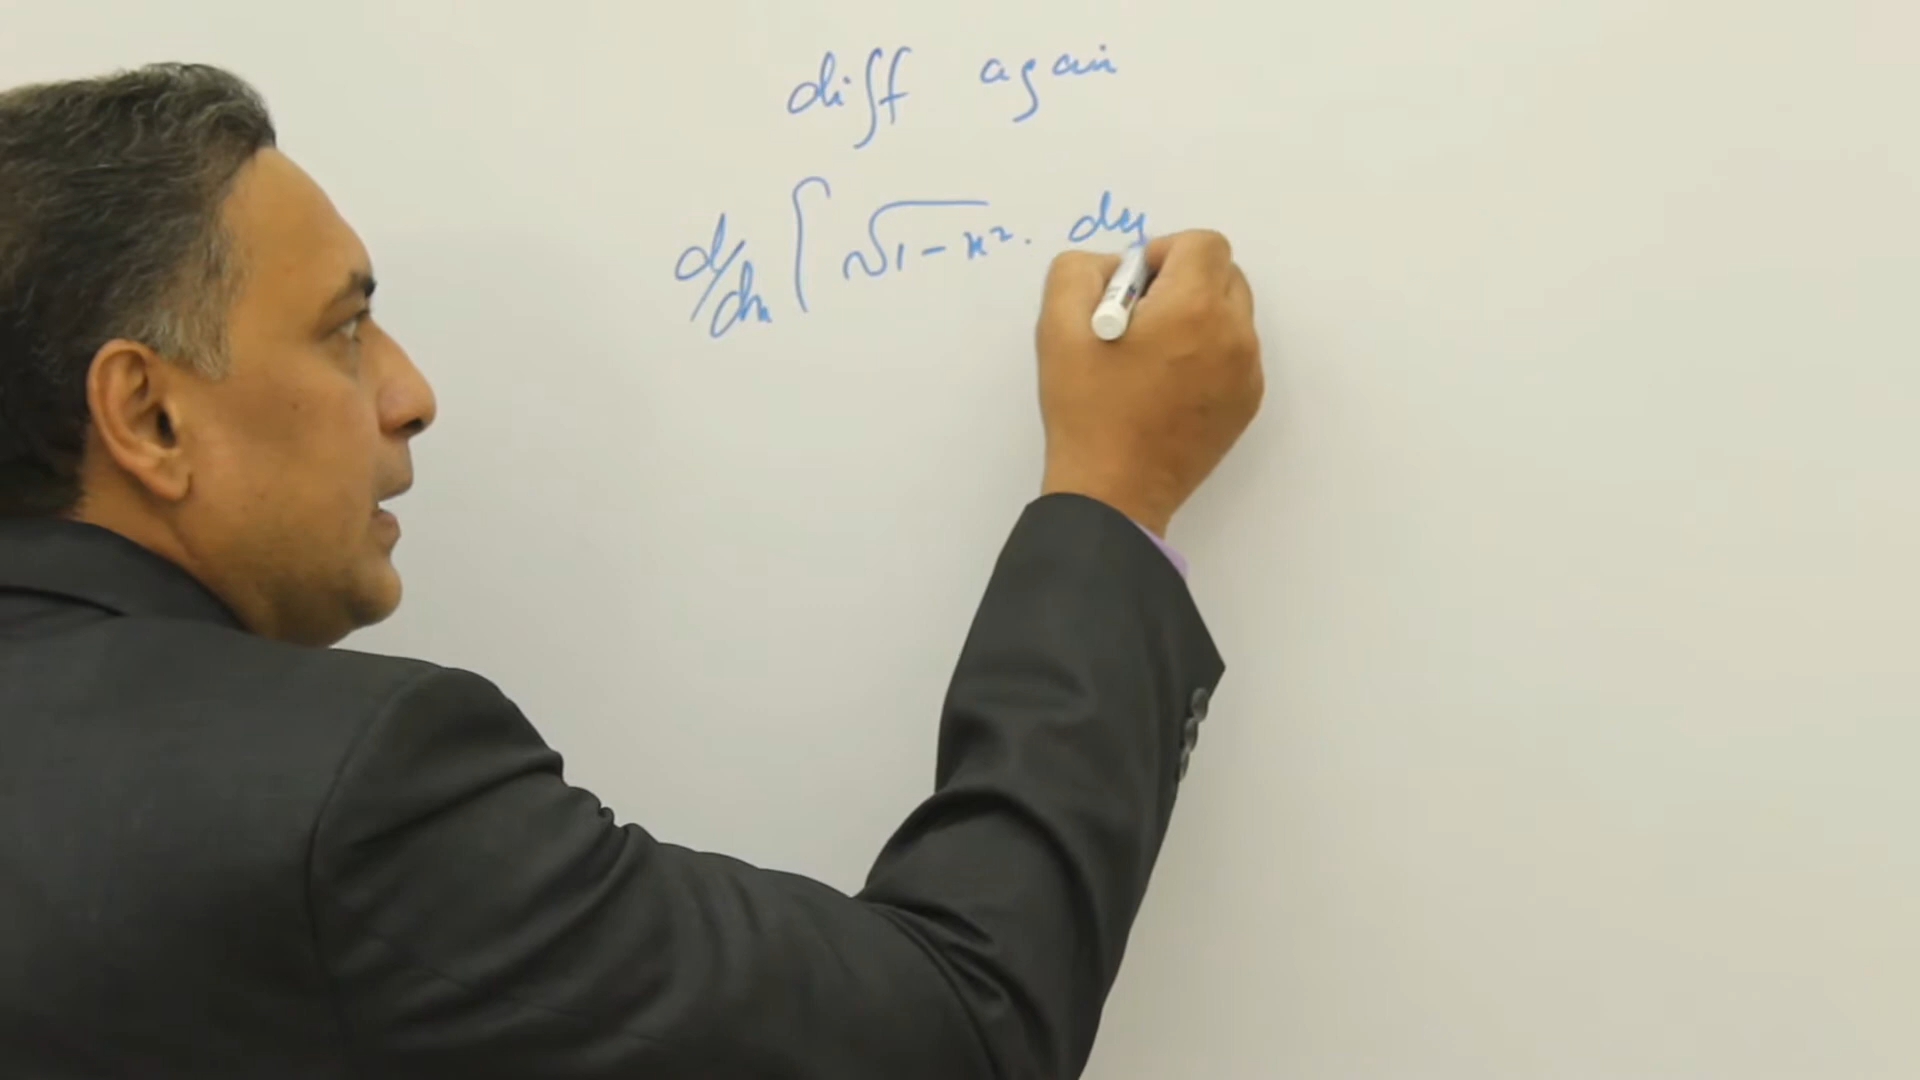 diff again
d/dx ( √1-x². dy